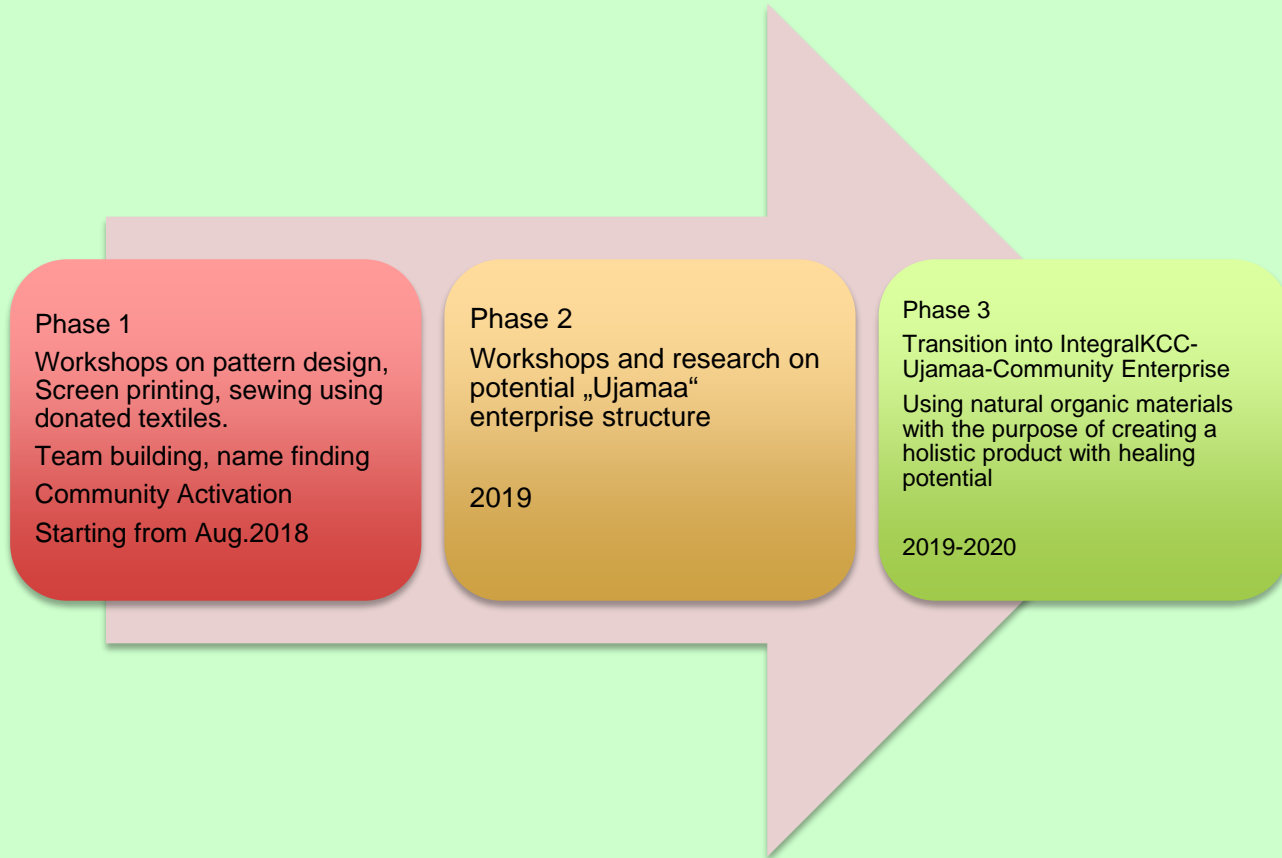 Phase 1
Workshops on pattern design,
Screen printing, sewing using
donated textiles.
Team building, name finding
Community Activation
Starting from Aug.2018
Phase 2
Workshops and research on
potential „Ujamaa“
enterprise structure
2019
Phase 3
Transition into IntegralKCC-
Ujamaa-Community Enterprise
Using natural organic materials
with the purpose of creating a
holistic product with healing
potential
2019-2020